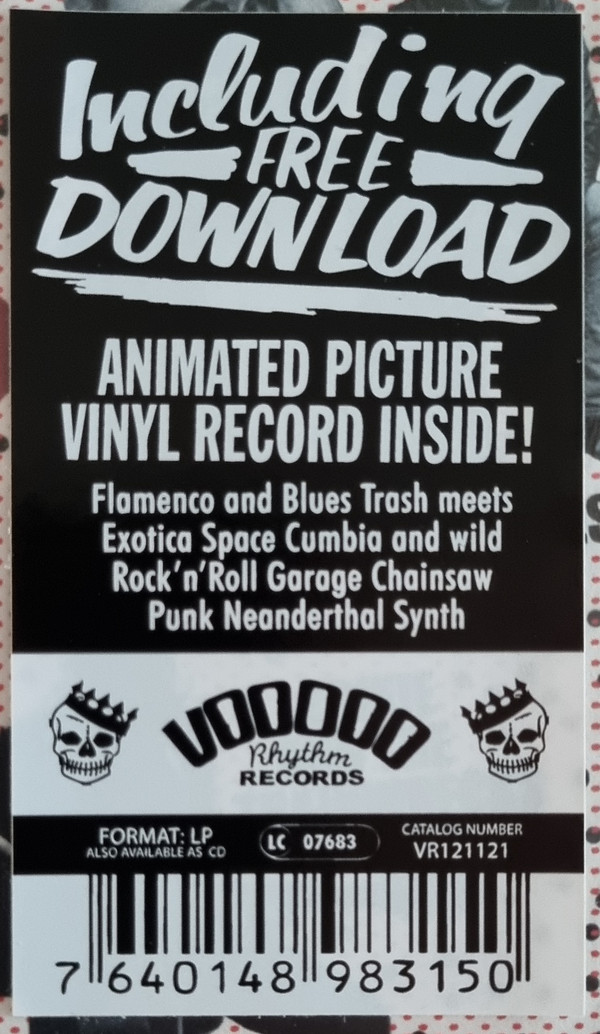 Including
FREE
DOWNLOAD
ANIMATED PICTURE
VINYL RECORD INSIDE!
Flamenco and Blues Trash meets
Exotica Space Cumbia and wild
Rock'n'Roll Garage Chainsaw
Punk Neanderthal Synth
VOODOO
Rhythm
RECORDS
FORMAT: LP
ALSO AVAILABLE AS CD
LC 07683
CATALOG NUMBER
VR121121
7 640148 983150